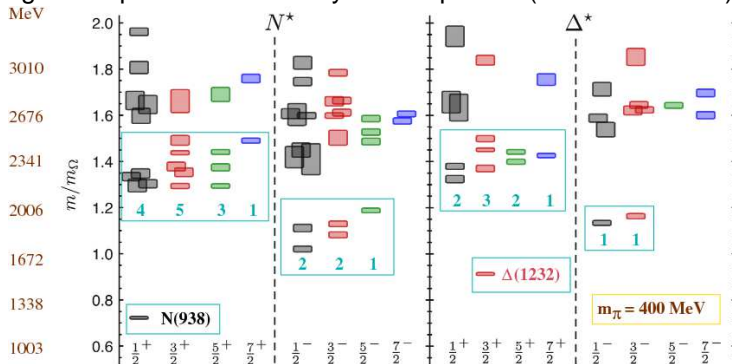 MeV
N*
Δ*
2.0
3010 1.8
2676 1.6
2341 1.4
2006 1.2
1672 1.0
1338 0.8
1003 0.6
m/mΩ
4 5 3 1
2 2 1
2 3 2 1
1 1
N(938)
Δ(1232)
mπ = 400 MeV
1/2+ 3/2+ 5/2+ 7/2+ 1/2− 3/2− 5/2− 7/2− 1/2+ 3/2+ 5/2+ 7/2+ 1/2− 3/2− 5/2− 7/2−